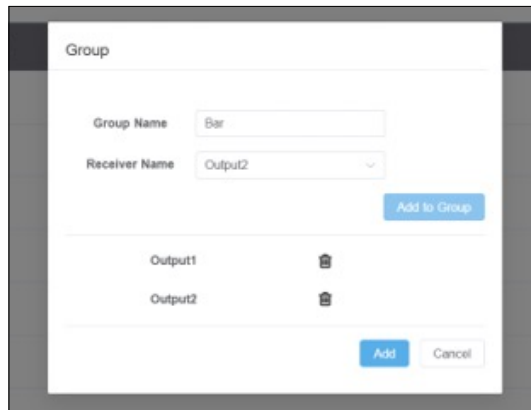 Group
Group Name Bar
Receiver Name Output2
Add to Group
Output1
Output2
Add Cancel